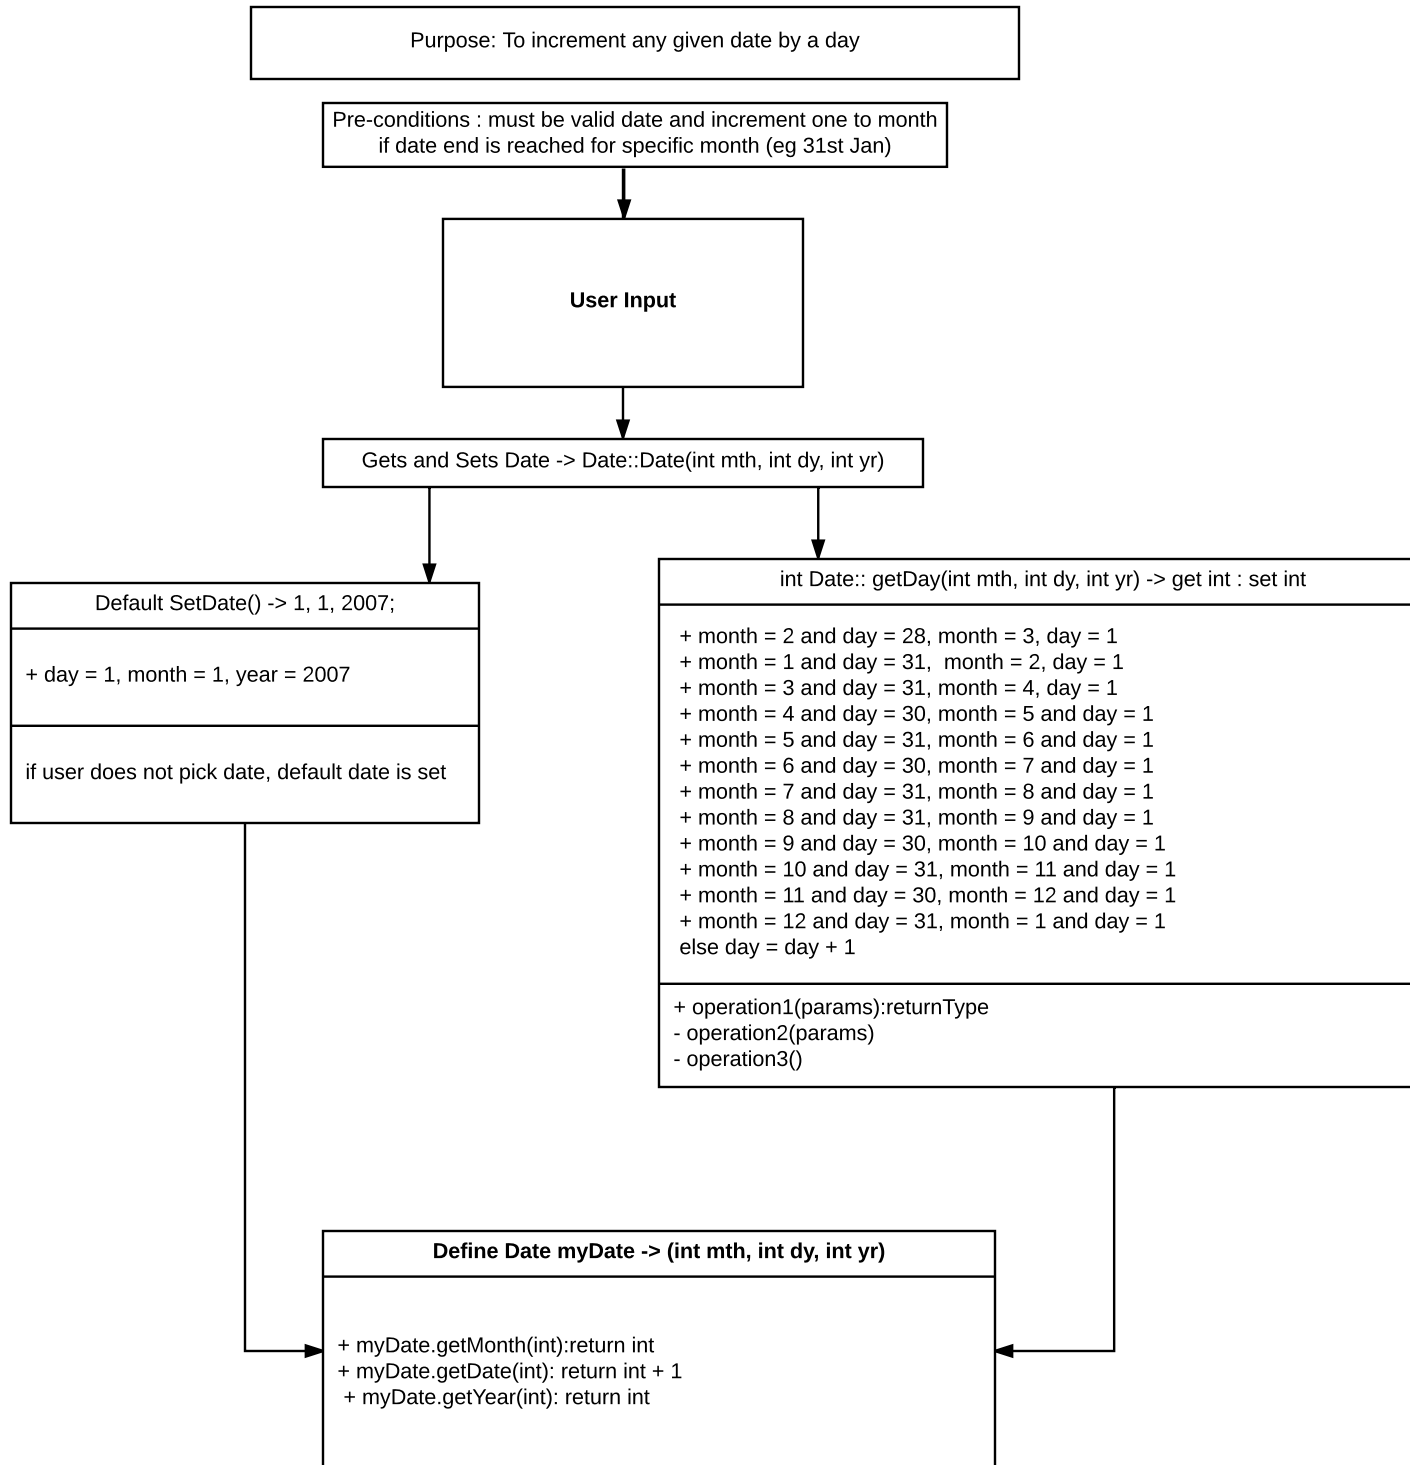 Purpose: To increment any given date by a day
Pre-conditions : must be valid date and increment one to month
if date end is reached for specific month (eg 31st Jan)
User Input
Gets and Sets Date -> Date::Date(int mth, int dy, int yr)
Default SetDate() -> 1, 1, 2007;
+ day = 1, month = 1, year = 2007
if user does not pick date, default date is set
int Date:: getDay(int mth, int dy, int yr) -> get int : set int
+ month = 2 and day = 28, month = 3, day = 1
+ month = 1 and day = 31,  month = 2, day = 1
+ month = 3 and day = 31, month = 4, day = 1
+ month = 4 and day = 30, month = 5 and day = 1
+ month = 5 and day = 31, month = 6 and day = 1
+ month = 6 and day = 30, month = 7 and day = 1
+ month = 7 and day = 31, month = 8 and day = 1
+ month = 8 and day = 31, month = 9 and day = 1
+ month = 9 and day = 30, month = 10 and day = 1
+ month = 10 and day = 31, month = 11 and day = 1
+ month = 11 and day = 30, month = 12 and day = 1
+ month = 12 and day = 31, month = 1 and day = 1
else day = day + 1
+ operation1(params):returnType
- operation2(params)
- operation3()
Define Date myDate -> (int mth, int dy, int yr)
+ myDate.getMonth(int):return int
+ myDate.getDate(int): return int + 1
+ myDate.getYear(int): return int